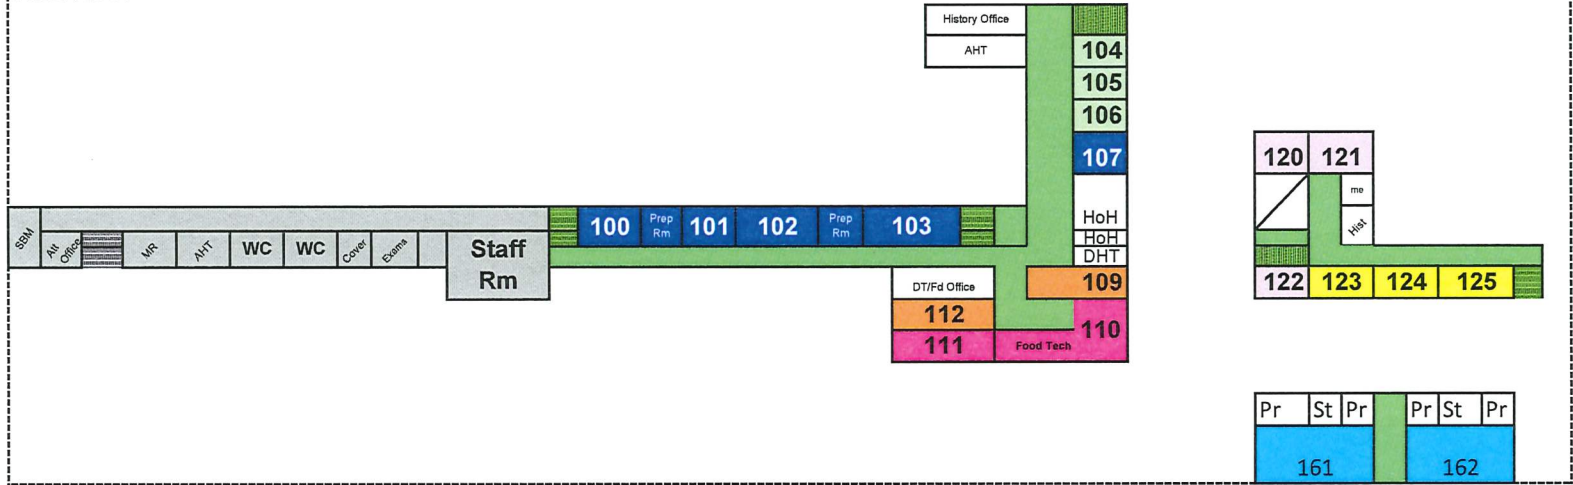 History Office
AHT
104
105
106
107
HoH
HoH
DHT
109
110
Food Tech
111
112
DT/Fd Office
SBM
Att
Office
MR
AHT
WC
WC
Cover
Exams
Staff
Rm
100
Prep
Rm
101
102
Prep
Rm
103
120
121
me
Hist
122
123
124
125
Pr
St
Pr
Pr
St
Pr
161
162